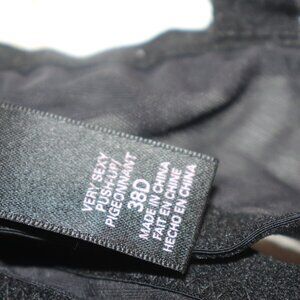 VERY SEXY
PUSH-UP/
PIGEONNANT
38D
MADE IN CHINA
FAIT EN CHINE
HECHO EN CHINA